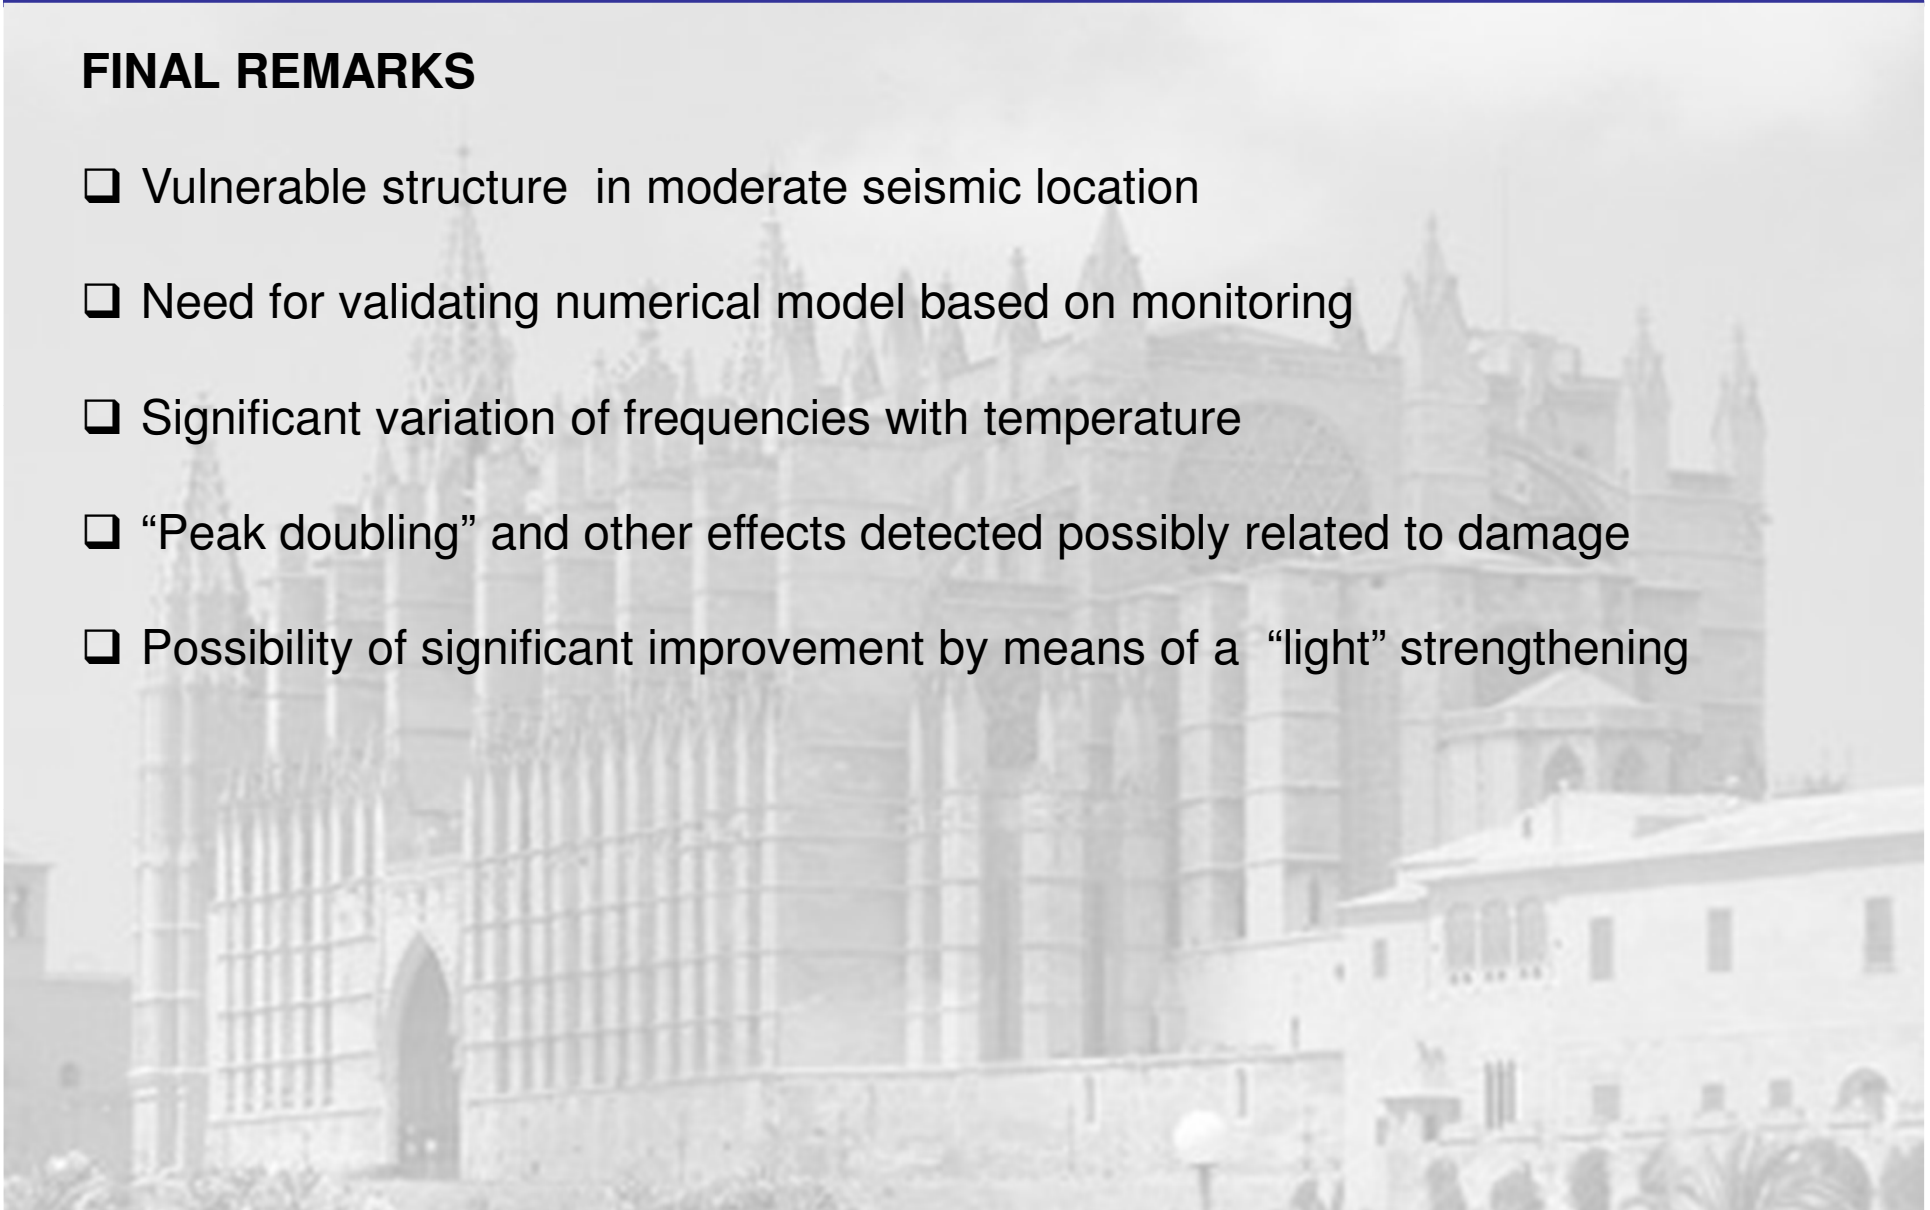 FINAL REMARKS
❑ Vulnerable structure  in moderate seismic location
❑ Need for validating numerical model based on monitoring
❑ Significant variation of frequencies with temperature
❑ “Peak doubling” and other effects detected possibly related to damage
❑ Possibility of significant improvement by means of a  “light” strengthening